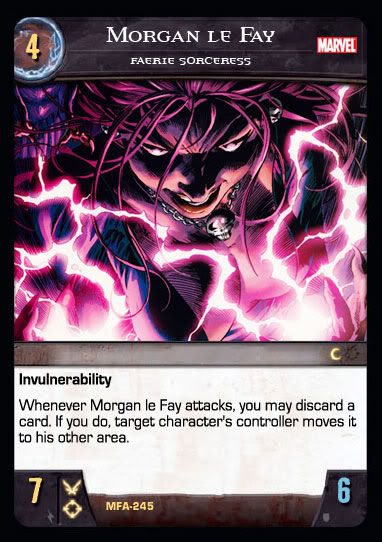 4
MORGAN LE FAY
MARVEL
FAERIE SORCERESS
C
Invulnerability
Whenever Morgan le Fay attacks, you may discard a
card. If you do, target character's controller moves it
to his other area.
7
MFA-245
6